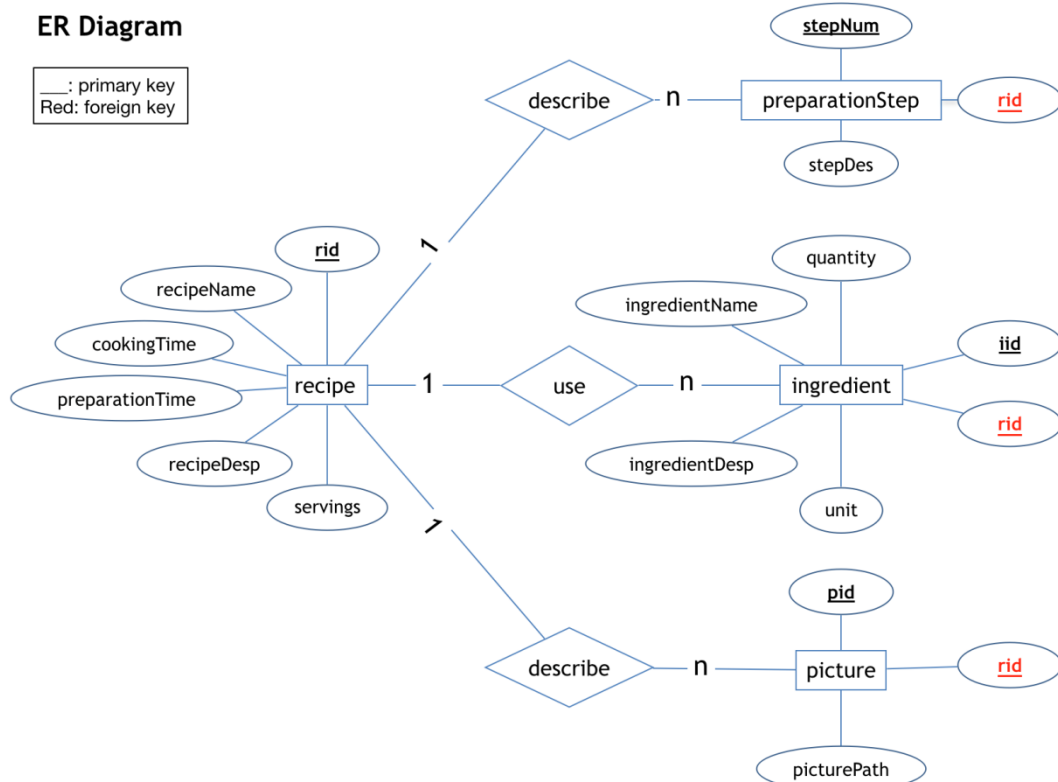 ER Diagram
___: primary key
Red: foreign key
stepNum
describe
n
preparationStep
rid
stepDes
1
rid
quantity
recipeName
ingredientName
cookingTime
iid
recipe
1
use
n
ingredient
preparationTime
rid
recipeDesp
ingredientDesp
servings
unit
1
pid
describe
n
picture
rid
picturePath